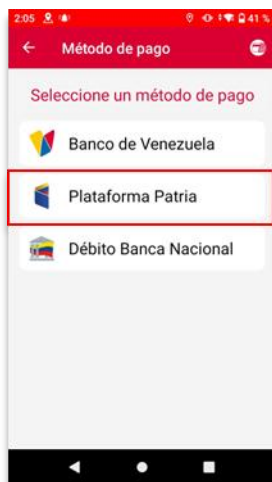 2:05 41 %
Método de pago
Seleccione un método de pago
Banco de Venezuela
Plataforma Patria
Débito Banca Nacional